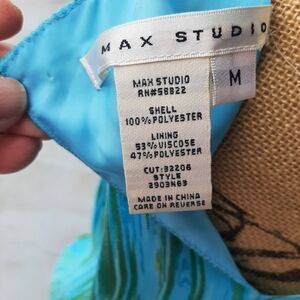 MAX STUDIO
M
MAX STUDIO
RN#58822
SHELL
100% POLYESTER
LINING
53% VISCOSE
47% POLYESTER
CUT:32206
STYLE
2903N69
MADE IN CHINA
CARE ON REVERSE